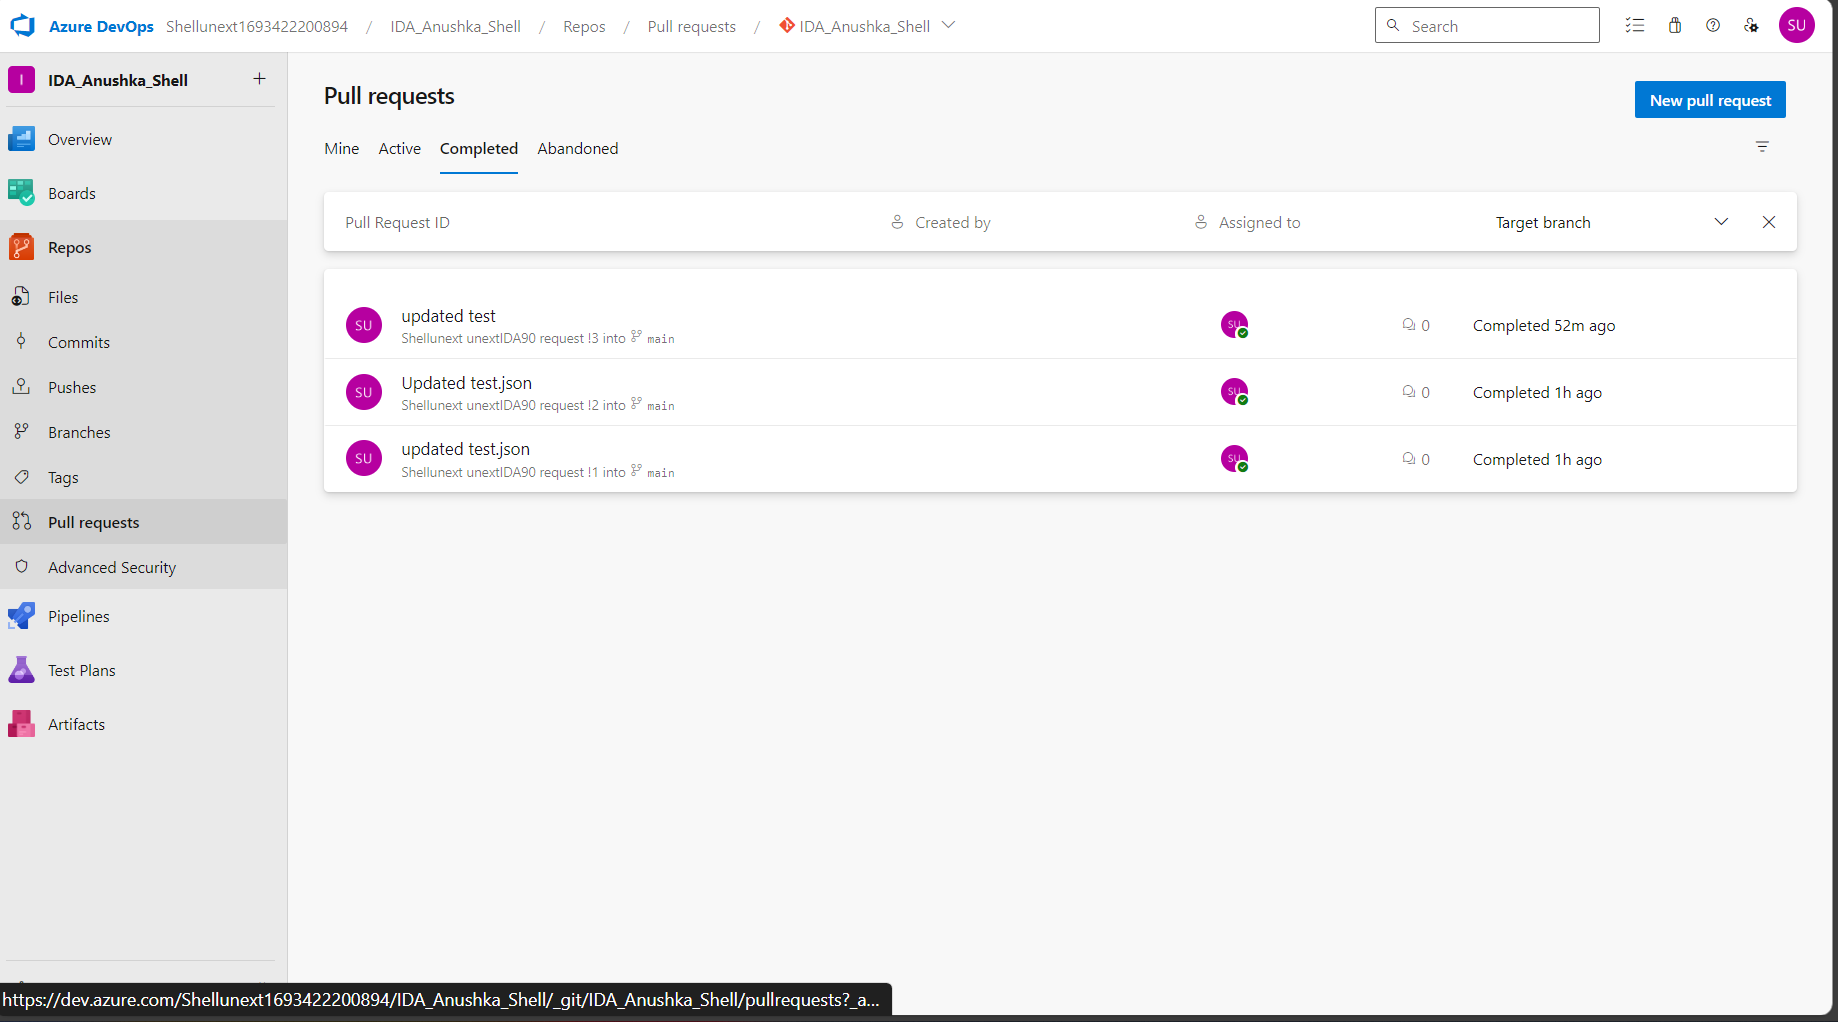 Azure DevOps Shellunext1693422200894 / IDA_Anushka_Shell / Repos / Pull requests / IDA_Anushka_Shell Search SU
I IDA_Anushka_Shell +
Overview
Boards
Repos
Files
Commits
Pushes
Branches
Tags
Pull requests
Advanced Security
Pipelines
Test Plans
Artifacts
Pull requests
New pull request
Mine Active Completed Abandoned
Pull Request ID Created by Assigned to Target branch
SU updated test SU 0 Completed 52m ago
Shellunext unextIDA90 request !3 into main
SU Updated test.json SU 0 Completed 1h ago
Shellunext unextIDA90 request !2 into main
SU updated test.json SU 0 Completed 1h ago
Shellunext unextIDA90 request !1 into main
https://dev.azure.com/Shellunext1693422200894/IDA_Anushka_Shell/_git/IDA_Anushka_Shell/pullrequests?_a...